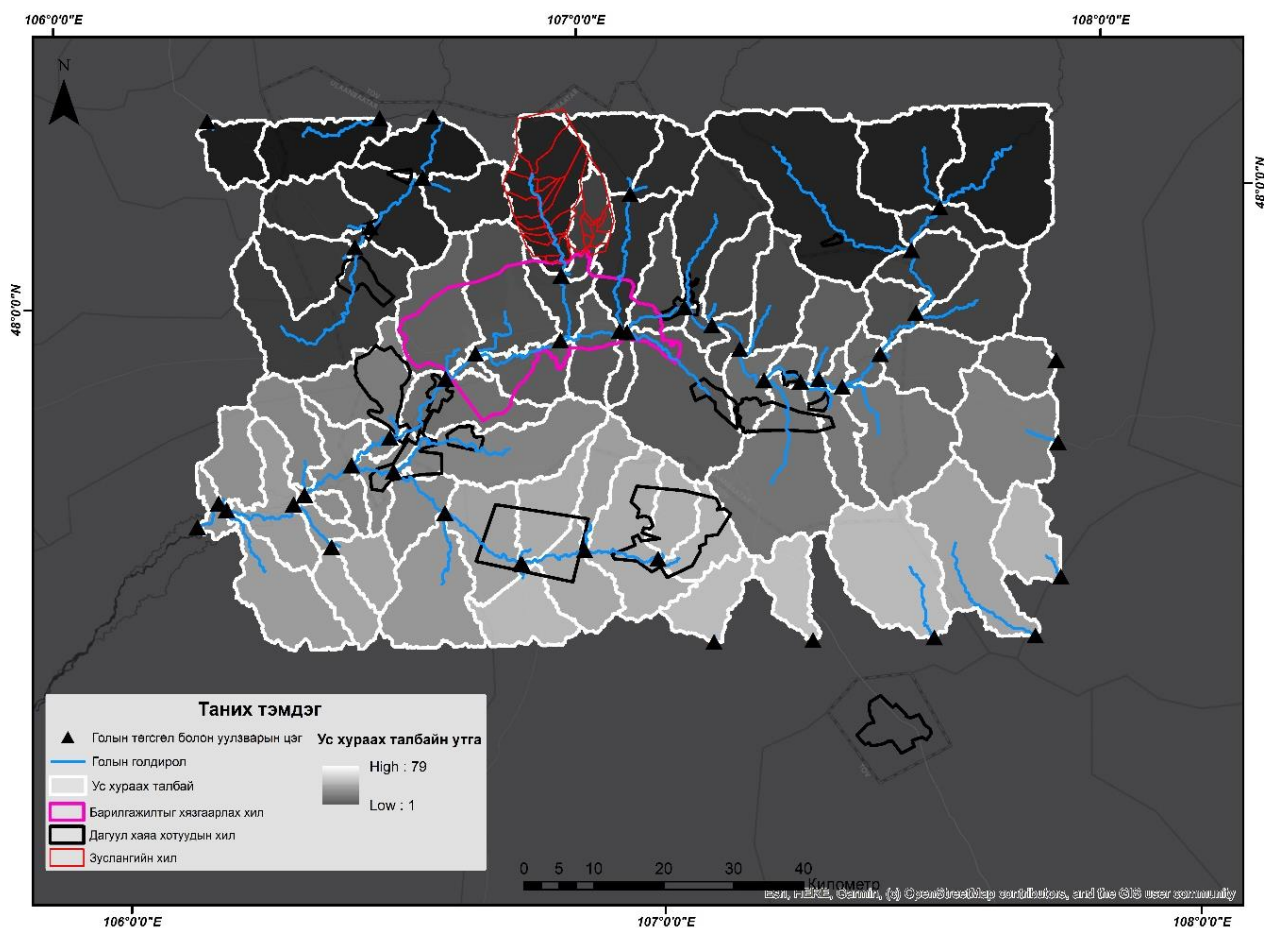 106°0'0"E
107°0'0"E
108°0'0"E
N
48°0'0"N
48°0'0"N
Таних тэмдэг
Голын төгсгөл болон уулзварын цэг
Голын голдирол
Ус хураах талбай
Барилгажилтыг хязгаарлах хил
Дагуул хаяа хотуудын хил
Зуслангийн хил
Ус хураах талбайн утга
High : 79
Low : 1
0 5 10 20 30 40
Километр
Esri, HERE, Garmin, (c) OpenStreetMap contributors, and the GIS user community
106°0'0"E
107°0'0"E
108°0'0"E